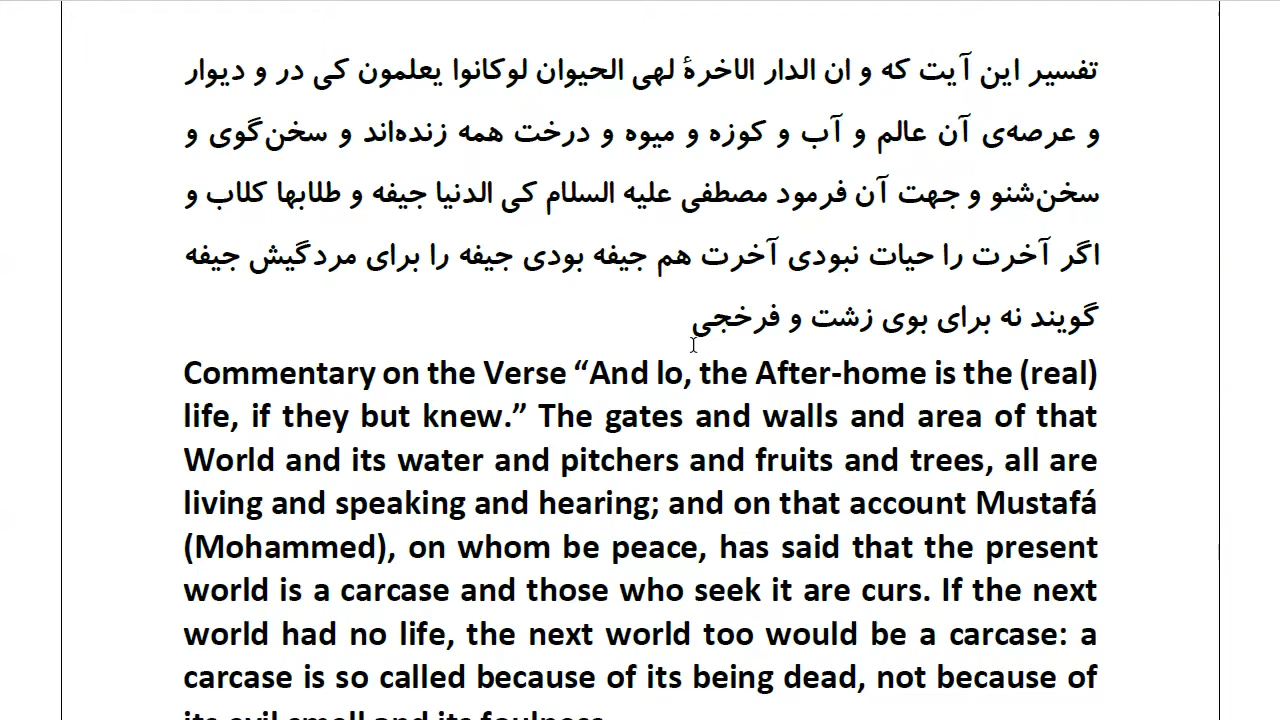 تفسیر این آیت که و ان الدار الاخرهٔ لهی الحیوان لوکانوا یعلمون کی در و دیوار
و عرصه‌ی آن عالم و آب و کوزه و میوه و درخت همه زنده‌اند و سخن‌گوی و
سخن‌شنو و جهت آن فرمود مصطفی علیه السلام کی الدنیا جیفه و طلابها کلاب و
اگر آخرت را حیات نبودی آخرت هم جیفه بودی جیفه را برای مردگیش جیفه
گویند نه برای بوی زشت و فرخجی
Commentary on the Verse “And lo, the After-home is the (real)
life, if they but knew.” The gates and walls and area of that
World and its water and pitchers and fruits and trees, all are
living and speaking and hearing; and on that account Mustafá
(Mohammed), on whom be peace, has said that the present
world is a carcase and those who seek it are curs. If the next
world had no life, the next world too would be a carcase: a
carcase is so called because of its being dead, not because of
its evil smell and its foulness.